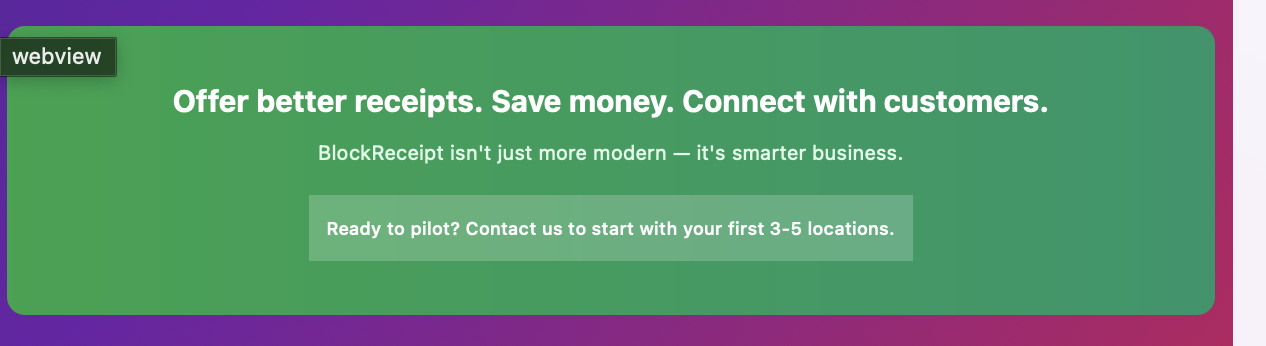 webview
Offer better receipts. Save money. Connect with customers.
BlockReceipt isn't just more modern — it's smarter business.
Ready to pilot? Contact us to start with your first 3-5 locations.